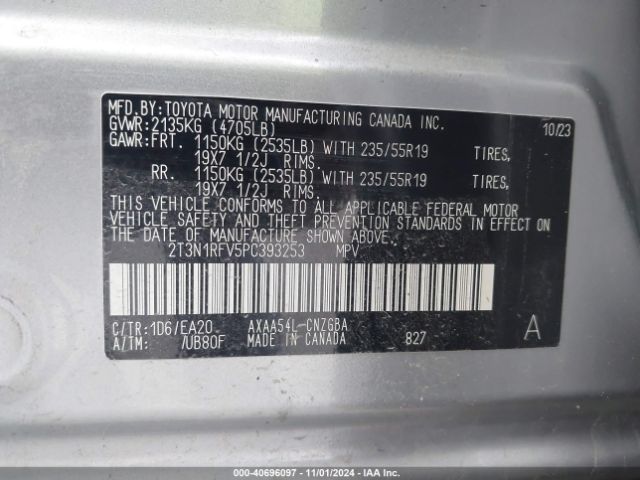 MFD.BY:TOYOTA MOTOR MANUFACTURING CANADA INC. 10/23
GVWR:2135KG (4705LB)
GAWR:FRT. 1150KG (2535LB) WITH 235/55R19 TIRES,
19X7 1/2J RIMS.
RR. 1150KG (2535LB) WITH 235/55R19 TIRES,
19X7 1/2J RIMS.
THIS VEHICLE CONFORMS TO ALL APPLICABLE FEDERAL MOTOR
VEHICLE SAFETY AND THEFT PREVENTION STANDARDS IN EFFECT ON
THE DATE OF MANUFACTURE SHOWN ABOVE.
2T3N1RFV5PC393253 MPV
C/TR:1D6/EA20 AXAA54L-CNZGBA A
A/TM: /UB80F MADE IN CANADA 827
000-40696097 - 11/01/2024 - IAA Inc.